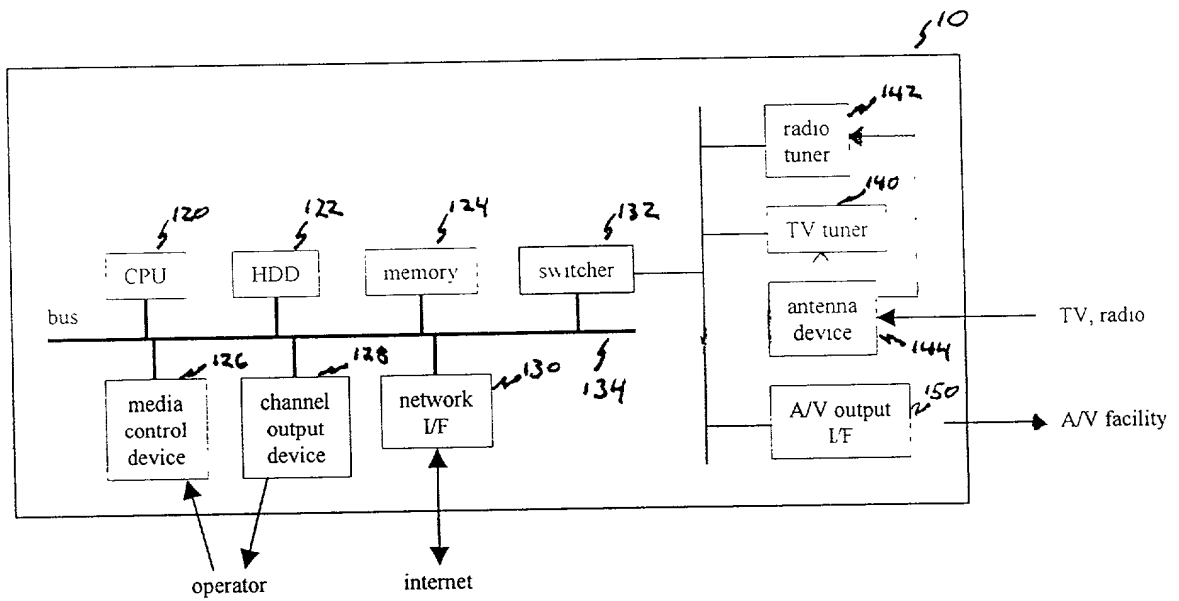 10
142
radio
tuner
140
TV tuner
120
122
124
132
CPU
HDD
memory
switcher
bus
antenna
device
144
TV, radio
126
128
130
134
media
control
device
channel
output
device
network
I/F
A/V output
I/F
150
A/V facility
operator
internet